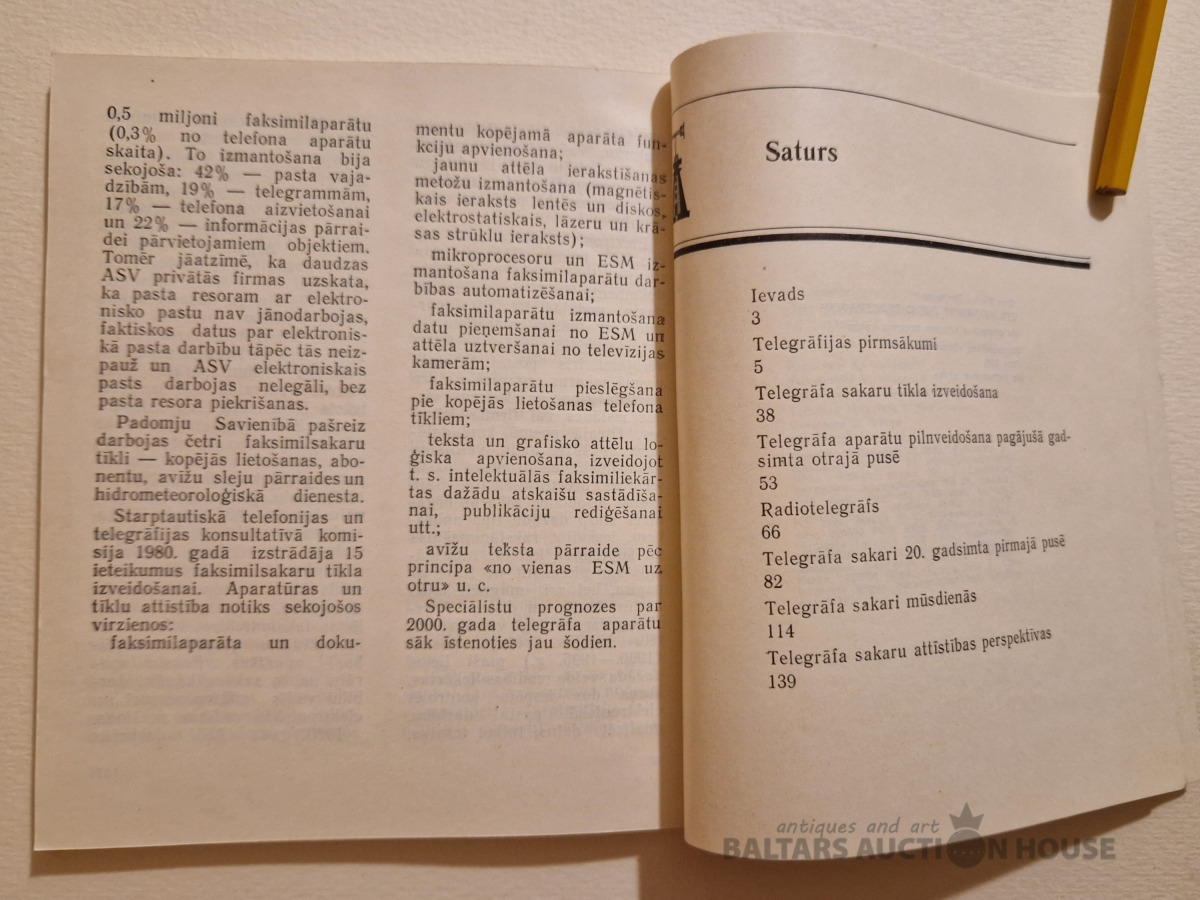 0,5 miljoni faksimilaparātu
(0,3% no telefona aparātu
skaita). To izmantošana bija
sekojoša: 42% — pasta vaja-
dzībām, 19% — telegrammām,
17% — telefona aizvietošanai
un 22% — informācijas pārrai-
dei pārvietojamiem objektiem.
Tomēr jāatzīmē, ka daudzas
ASV privātās firmas uzskata,
ka pasta resoram ar elektro-
nisko pastu nav jānodarbojas,
faktiskos datus par elektronis-
kā pasta darbību tāpēc tās neiz-
pauž un ASV elektroniskais
pasts darbojas nelegāli, bez
pasta resora piekrišanas.
Padomju Savienībā pašreiz
darbojas četri faksimilsakaru
tīkli — kopējās lietošanas, abo-
nentu, avīžu sleju pārraides un
hidrometeoroloģiskā dienesta.
Starptautiskā telefonijas un
telegrāfijas konsultatīvā komi-
sija 1980. gadā izstrādāja 15
ieteikumus faksimilsakaru tīkla
izveidošanai. Aparatūras un
tīklu attīstība notiks sekojošos
virzienos:
faksimilaparāta un doku-
mentu kopējamā aparāta fun-
kciju apvienošana;
jaunu attēla ierakstīšanas
metožu izmantošana (magnētis-
kais ieraksts lentēs un diskos,
elektrostatiskais, lāzeru un krā-
sas strūklu ieraksts);
mikroprocesoru un ESM iz-
mantošana faksimilaparātu dar-
bības automatizēšanai;
faksimilaparātu izmantošana
datu pieņemšanai no ESM un
attēla uztveršanai no televīzijas
kamerām;
faksimilaparātu pieslēgšana
pie kopējās lietošanas telefona
tīkliem;
teksta un grafisko attēlu lo-
ģiska apvienošana, izveidojot
t. s. intelektuālās faksimiliekār-
tas dažādu atskaišu sastādīša-
nai, publikāciju rediģēšanai
utt.;
avīžu teksta pārraide pēc
principa «no vienas ESM uz
otru» u. c.
Speciālistu prognozes par
2000. gada telegrāfa aparātu
sāk īstenoties jau šodien.
Saturs
Ievads
3
Telegrāfijas pirmsākumi
5
Telegrāfa sakaru tīkla izveidošana
38
Telegrāfa aparātu pilnveidošana pagājušā gad-
simta otrajā pusē
53
Radiotelegrāfs
66
Telegrāfa sakari 20. gadsimta pirmajā pusē
82
Telegrāfa sakari mūsdienās
114
Telegrāfa sakaru attīstības perspektīvas
139
antiques and art
BALTARS AUCTION HOUSE